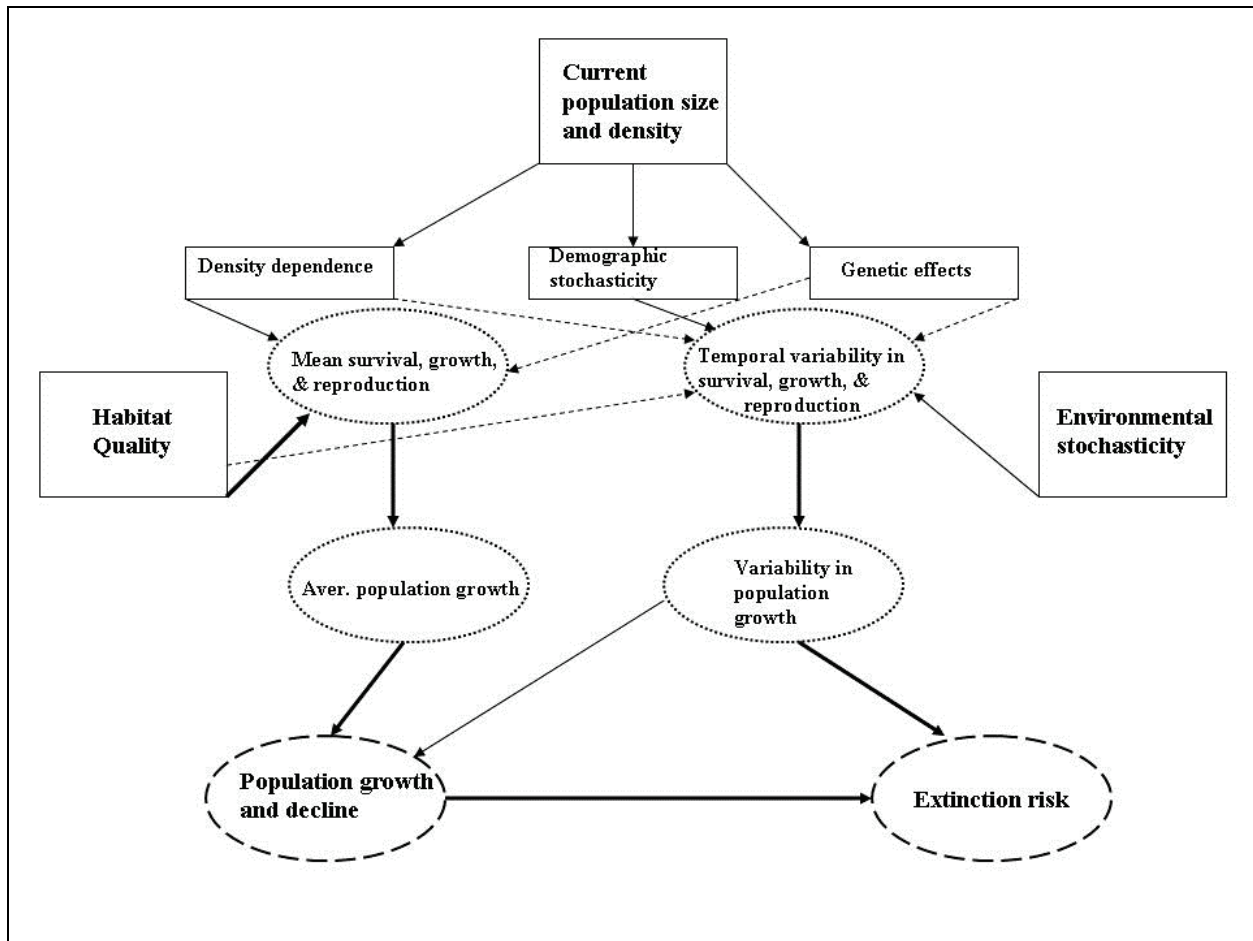 Current
population size
and density
Density dependence
Demographic
stochasticity
Genetic effects
Mean survival, growth,
& reproduction
Temporal variability in
survival, growth, &
reproduction
Habitat
Quality
Environmental
stochasticity
Aver. population growth
Variability in
population
growth
Population growth
and decline
Extinction risk